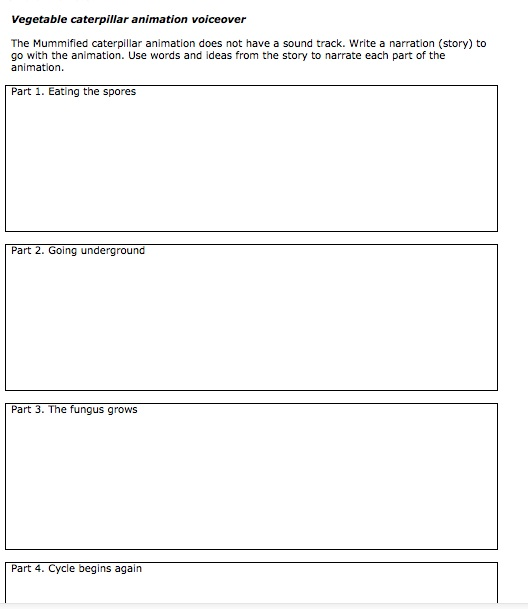 Vegetable caterpillar animation voiceover
The Mummified caterpillar animation does not have a sound track. Write a narration (story) to
go with the animation. Use words and ideas from the story to narrate each part of the
animation.
Part 1. Eating the spores
Part 2. Going underground
Part 3. The fungus grows
Part 4. Cycle begins again